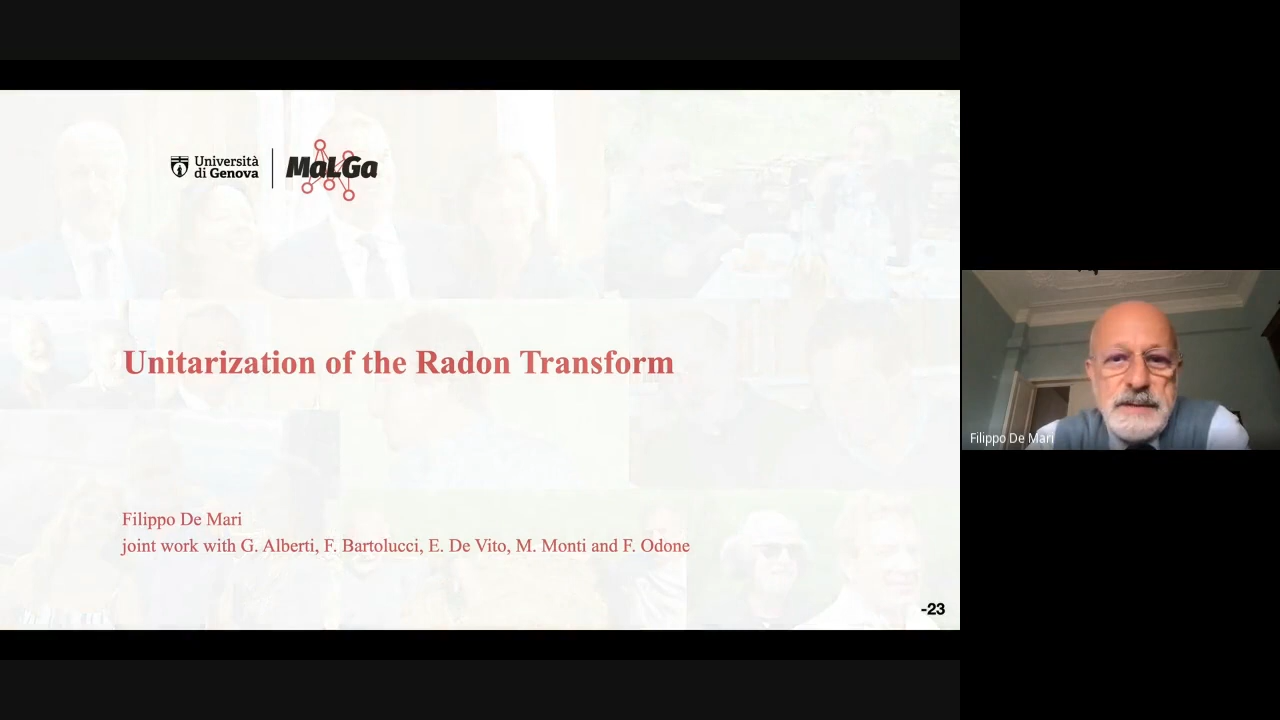 Università
di Genova
MaLGa
Unitarization of the Radon Transform
Filippo De Mari
joint work with G. Alberti, F. Bartolucci, E. De Vito, M. Monti and F. Odone
-23
Filippo De Mari